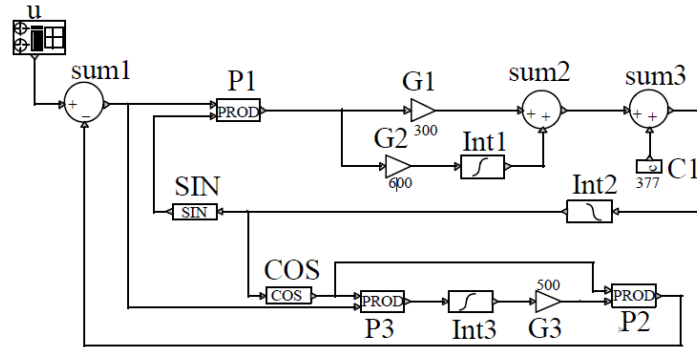 u
sum1
P1
PROD
G1
300
sum2
+ +
sum3
+ +
+
−
G2
600
Int1
C1
c
377
SIN
SIN
Int2
COS
COS
PROD
P3
Int3
500
G3
PROD
P2